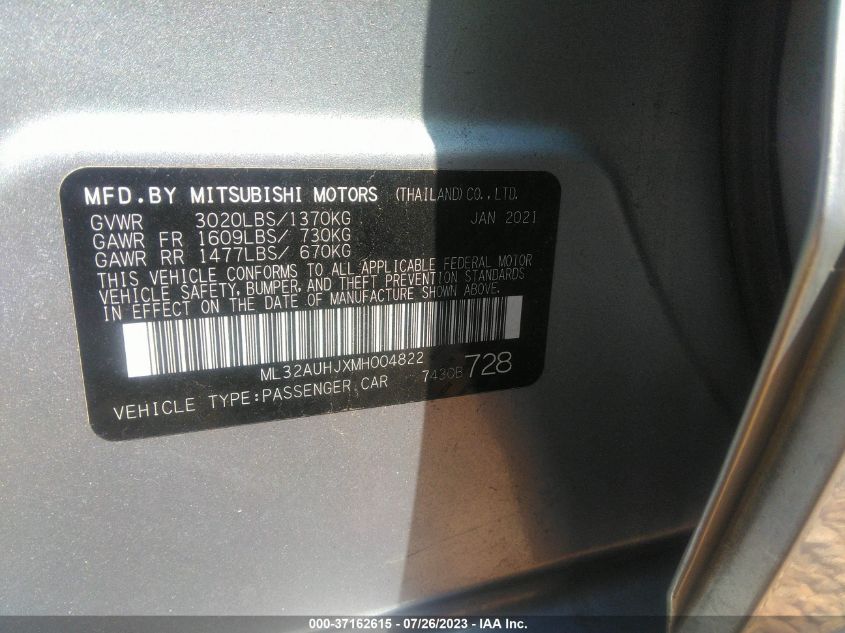 MFD.BY MITSUBISHI MOTORS (THAILAND)CO.,LTD.
GVWR 3020LBS/1370KG JAN 2021
GAWR FR 1609LBS/ 730KG
GAWR RR 1477LBS/ 670KG
THIS VEHICLE CONFORMS TO ALL APPLICABLE FEDERAL MOTOR
VEHICLE SAFETY, BUMPER, AND THEFT PREVENTION STANDARDS
IN EFFECT ON THE DATE OF MANUFACTURE SHOWN ABOVE.
ML32AUHJXMH004822
VEHICLE TYPE:PASSENGER CAR 7430B 728
000-37162615 - 07/26/2023 - IAA Inc.